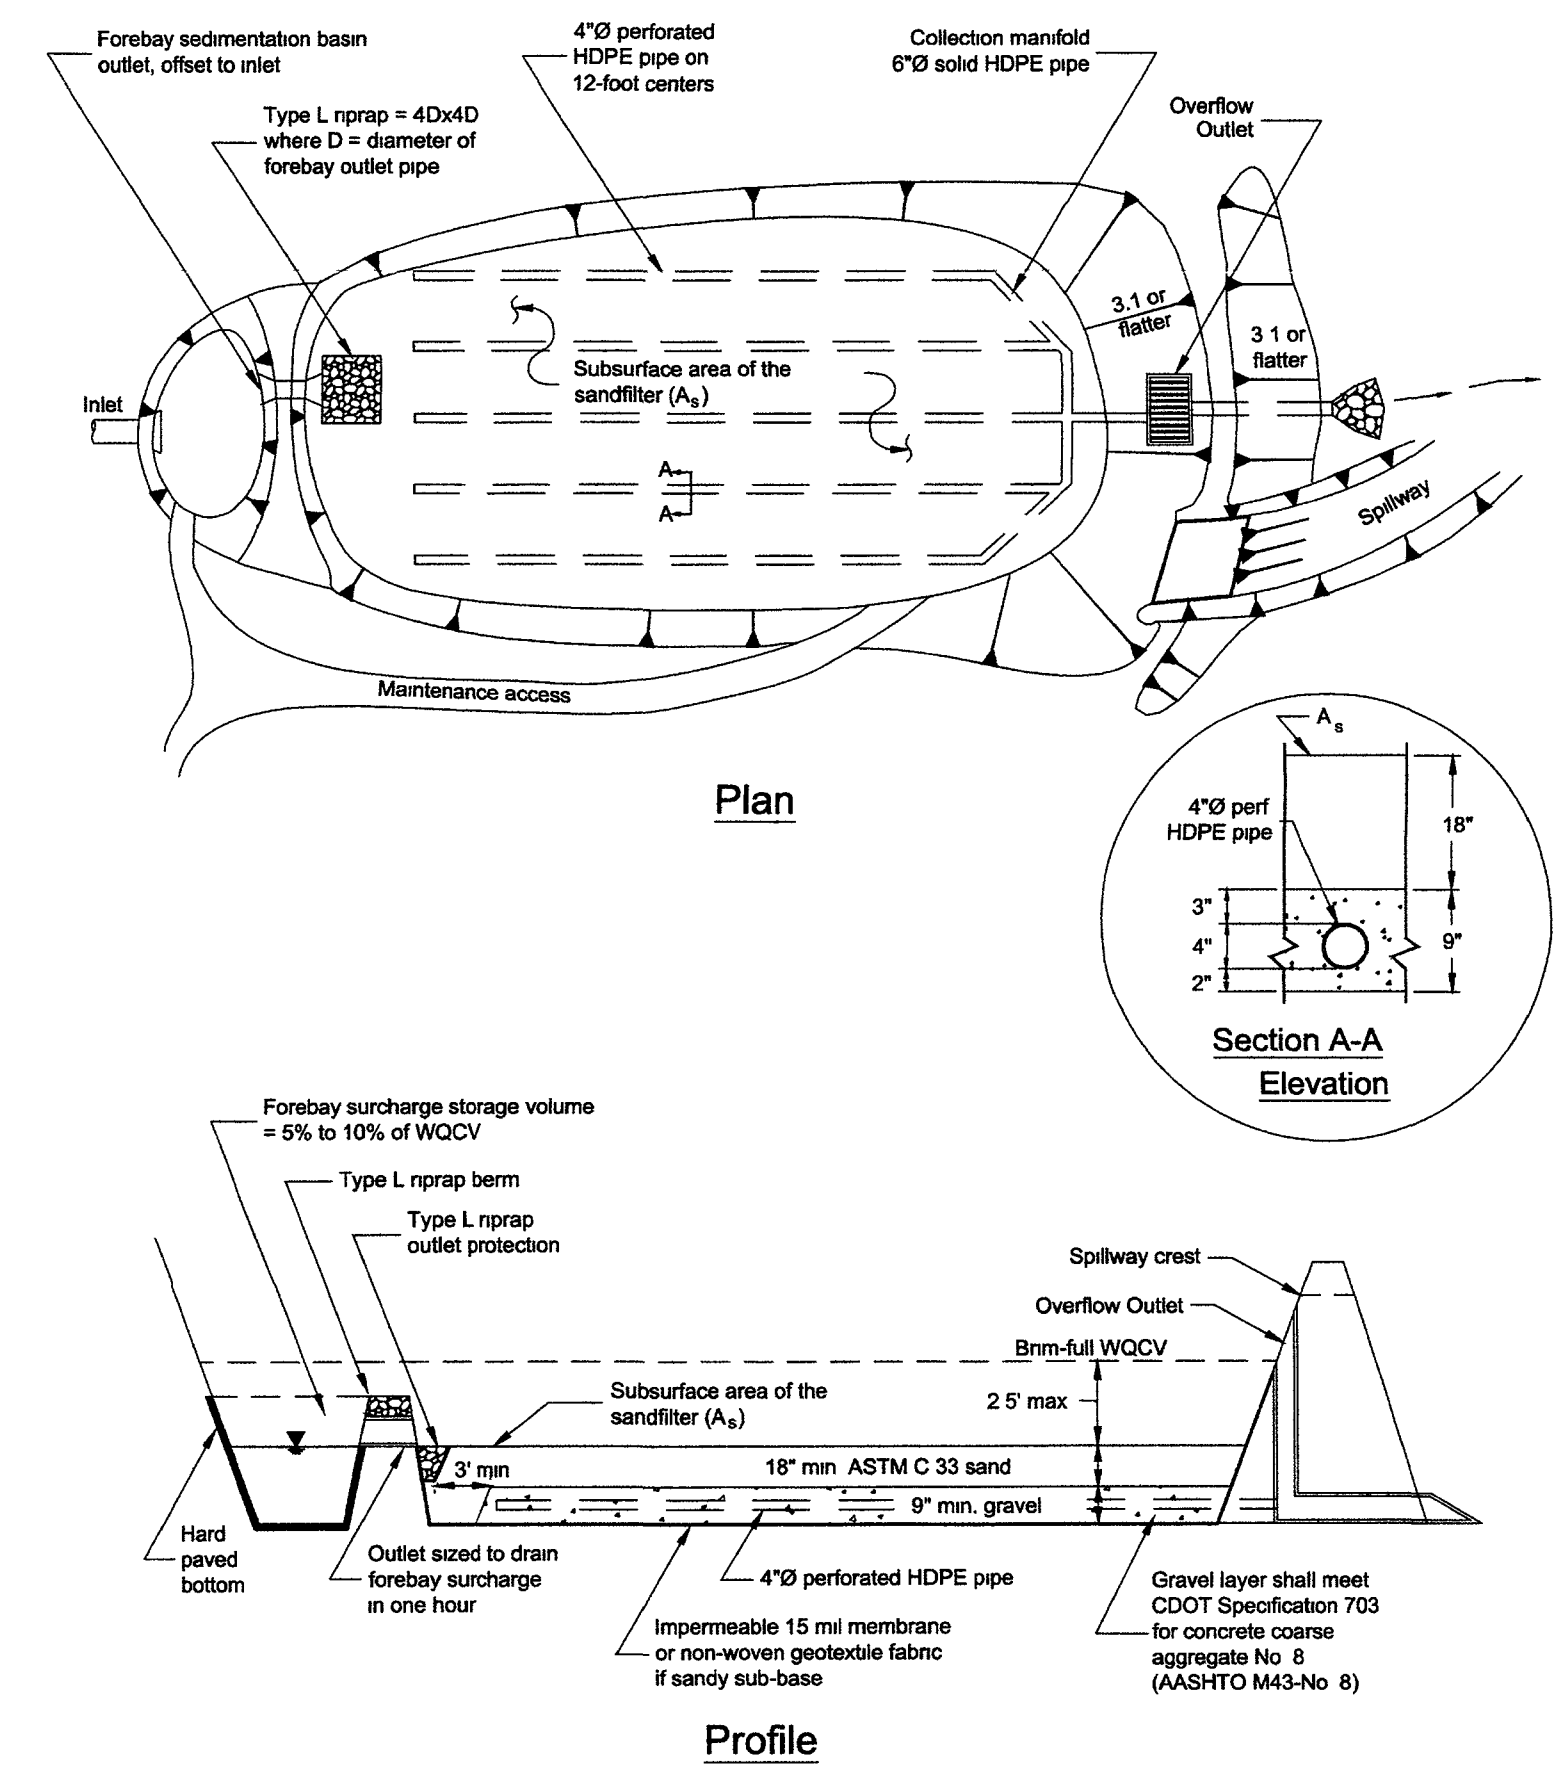 Forebay sedimentation basin
outlet, offset to inlet
4"Ø perforated
HDPE pipe on
12-foot centers
Collection manifold
6"Ø solid HDPE pipe
Type L riprap = 4Dx4D
where D = diameter of
forebay outlet pipe
Overflow
Outlet
3.1 or
flatter
3 1 or
flatter
Subsurface area of the
sandfilter (As)
Inlet
A
A
Spillway
Maintenance access
Plan
As
4"Ø perf
HDPE pipe
18"
3"
4"
2"
9"
Section A-A
Elevation
Forebay surcharge storage volume
= 5% to 10% of WQCV
Type L riprap berm
Type L riprap
outlet protection
Spillway crest
Overflow Outlet
Brim-full WQCV
Subsurface area of the
sandfilter (As)
2 5' max
3' min
18" min ASTM C 33 sand
9" min. gravel
Hard
paved
bottom
Outlet sized to drain
forebay surcharge
in one hour
4"Ø perforated HDPE pipe
Impermeable 15 mil membrane
or non-woven geotextile fabric
if sandy sub-base
Gravel layer shall meet
CDOT Specification 703
for concrete coarse
aggregate No 8
(AASHTO M43-No 8)
Profile